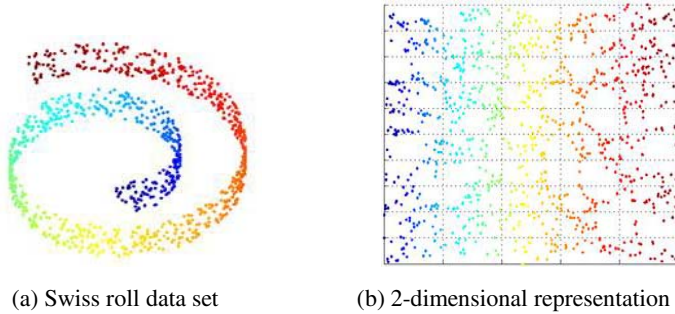 (a) Swiss roll data set
(b) 2-dimensional representation